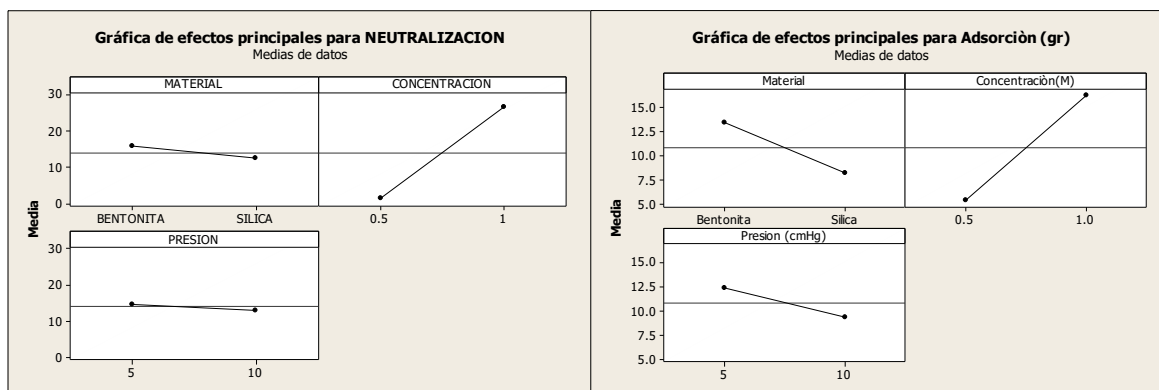 Gráfica de efectos principales para NEUTRALIZACION
Medias de datos
MATERIAL
CONCENTRACION
30
20
10
0
BENTONITA
SILICA
0.5
1
PRESION
30
20
10
0
5
10
Media
Gráfica de efectos principales para Adsorciòn (gr)
Medias de datos
Material
Concentraciòn(M)
15.0
12.5
10.0
7.5
5.0
Bentonita
Silica
0.5
1.0
Presion (cmHg)
15.0
12.5
10.0
7.5
5.0
5
10
Media